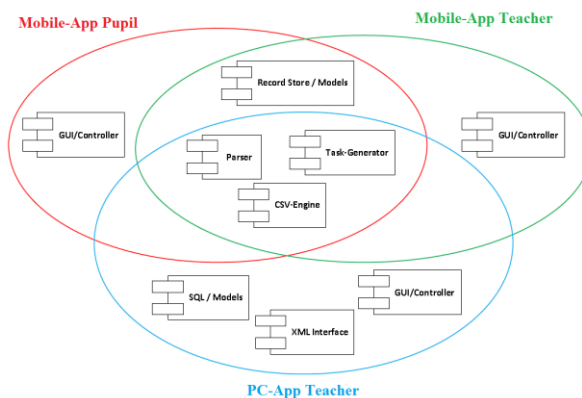 Mobile-App Pupil
Mobile-App Teacher
Record Store / Models
GUI/Controller
GUI/Controller
Parser
Task-Generator
CSV-Engine
SQL / Models
GUI/Controller
XML Interface
PC-App Teacher